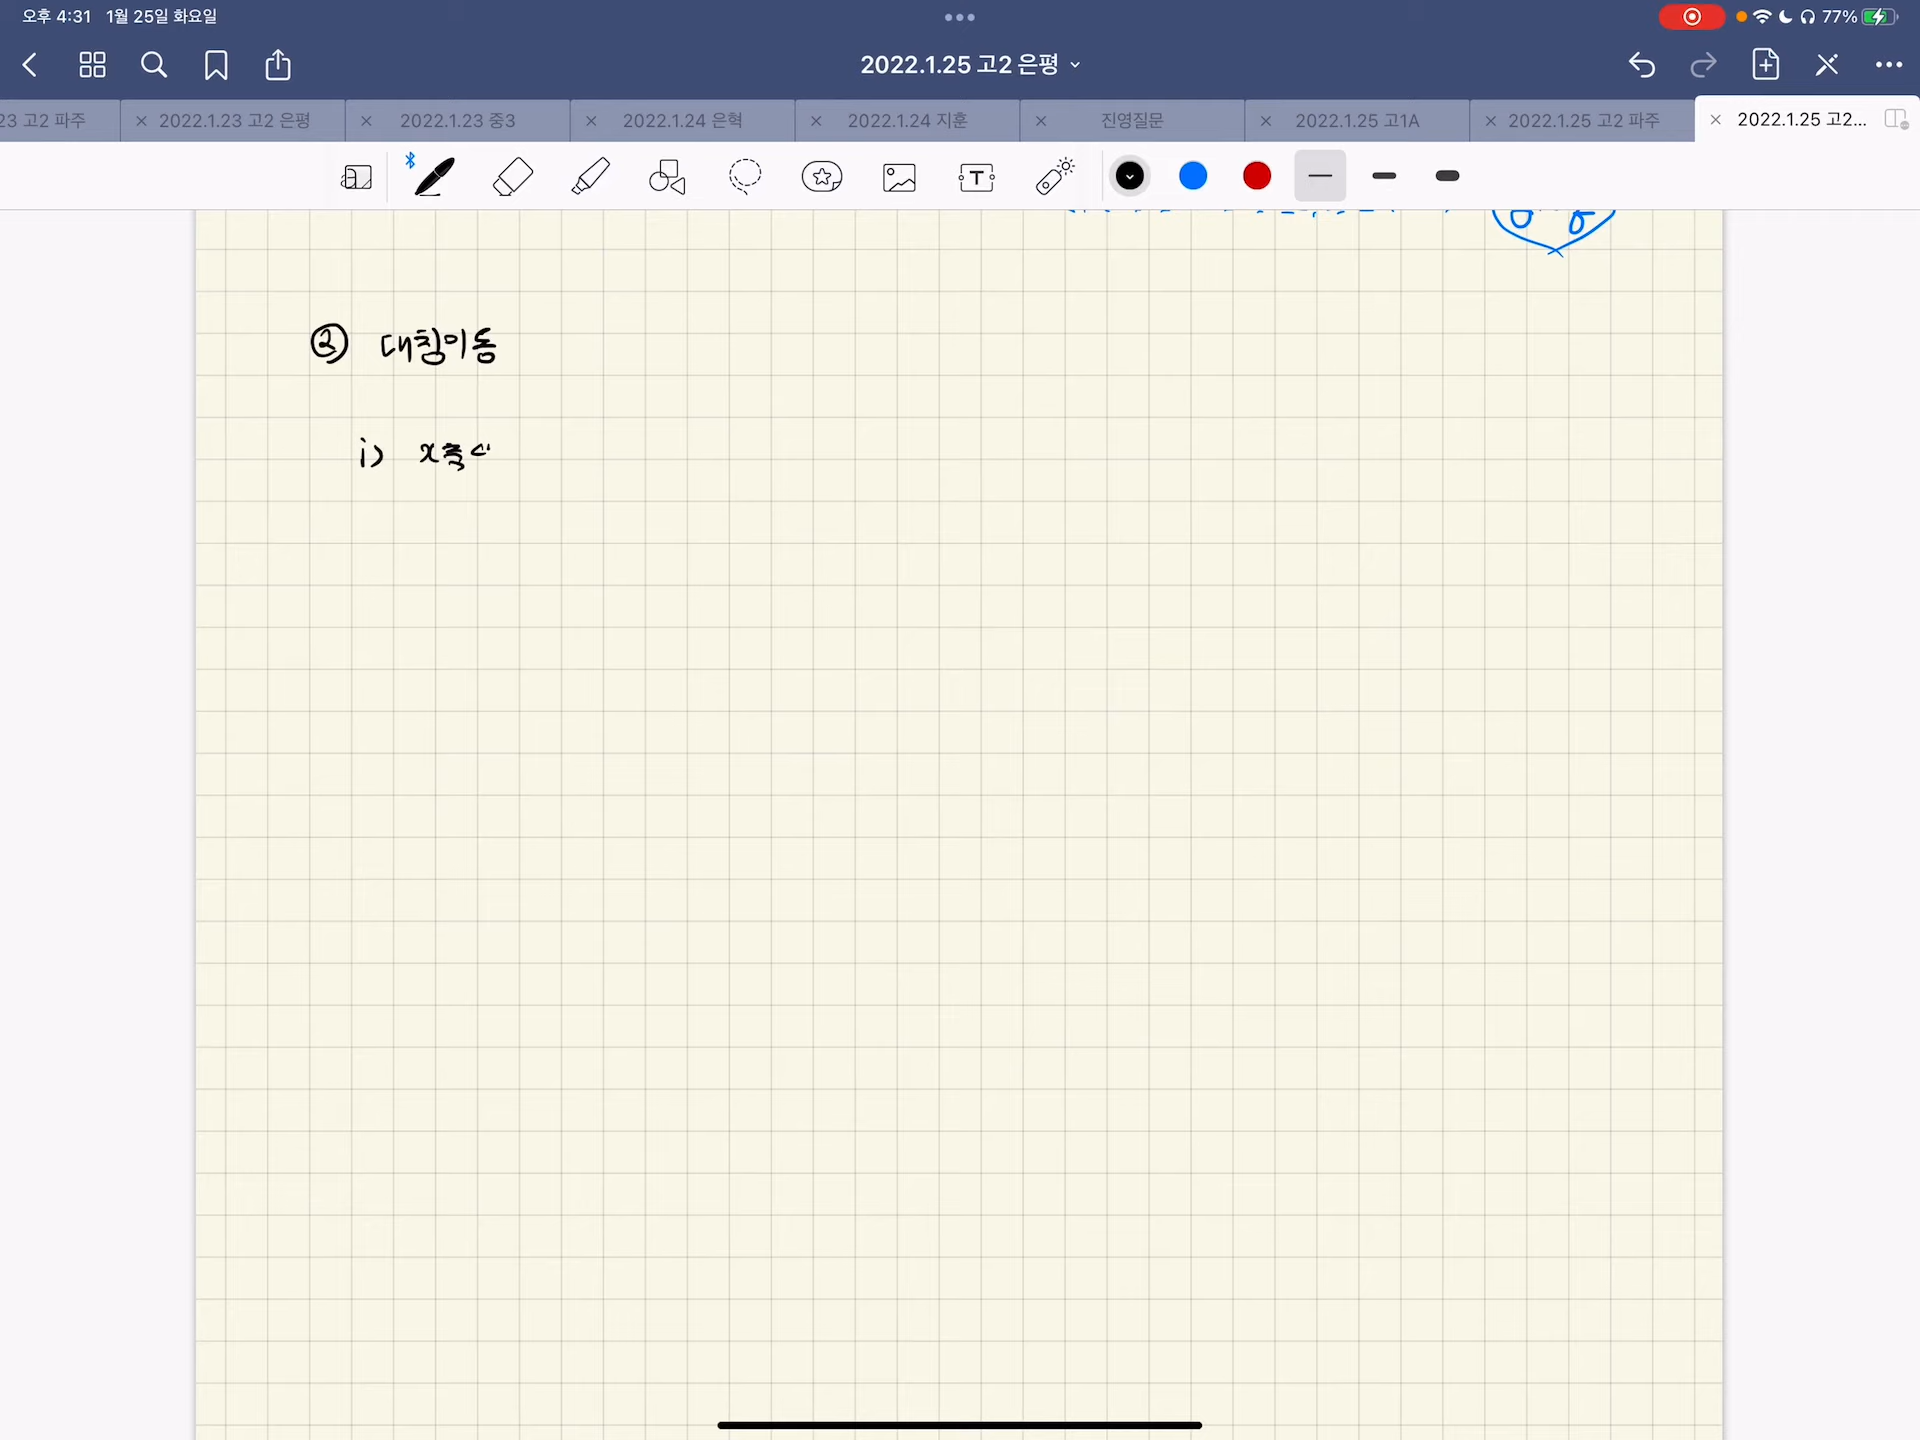 오후 4:31 1월 25일 화요일
77%
2022.1.25 고2 은평
23 고2 파주
2022.1.23 고2 은평
2022.1.23 중3
2022.1.24 은혁
2022.1.24 지훈
진영질문
2022.1.25 고1A
2022.1.25 고2 파주
2022.1.25 고2...
② 대칭이동
i) x축